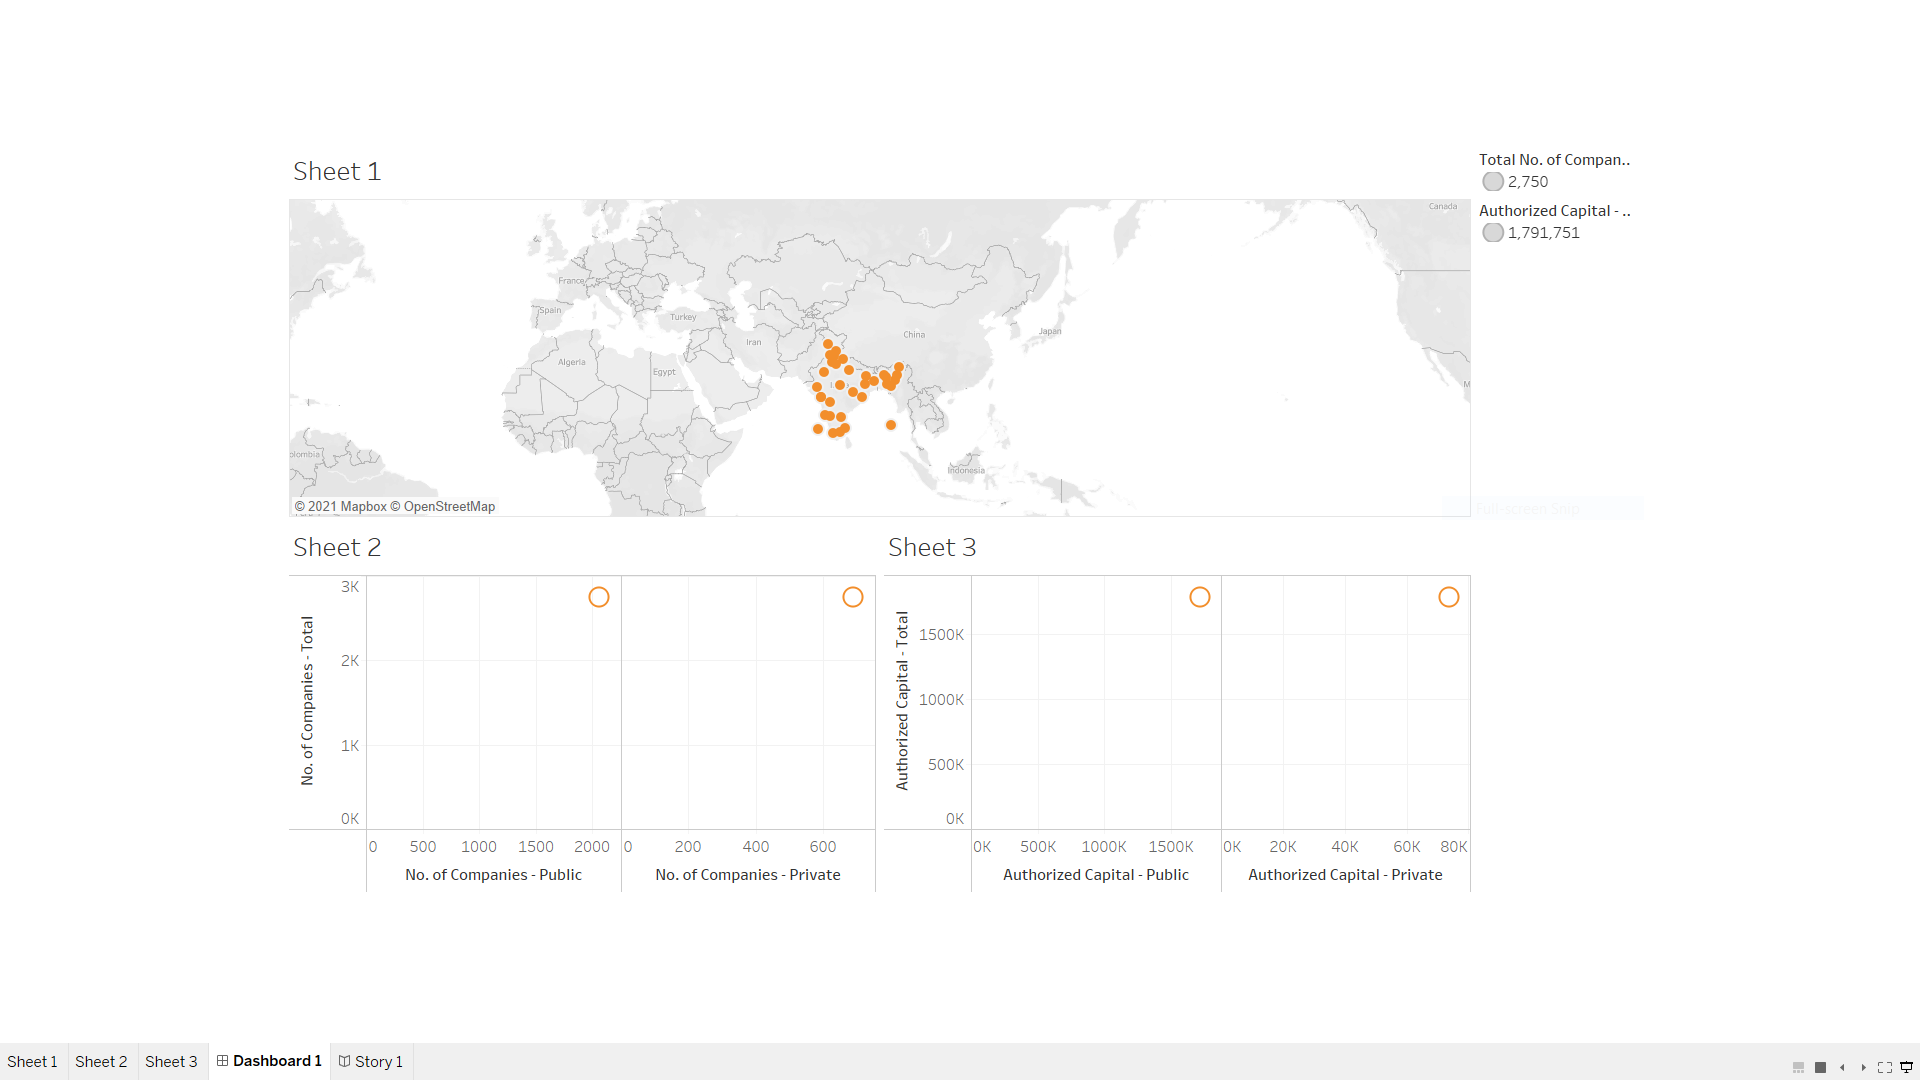 Sheet 1
Total No. of Compan..
2,750
Authorized Capital - ..
1,791,751
Canada
France
Spain
Turkey
Iran
China
Japan
Algeria
Egypt
M
olombia
Indonesia
© 2021 Mapbox © OpenStreetMap
Full-screen Snip
Sheet 2
No. of Companies - Total
3K
2K
1K
0K
0 500 1000 1500 2000 0 200 400 600
No. of Companies - Public No. of Companies - Private
Sheet 3
Authorized Capital - Total
1500K
1000K
500K
0K
0K 500K 1000K 1500K 0K 20K 40K 60K 80K
Authorized Capital - Public Authorized Capital - Private
Sheet 1 Sheet 2 Sheet 3 Dashboard 1 Story 1